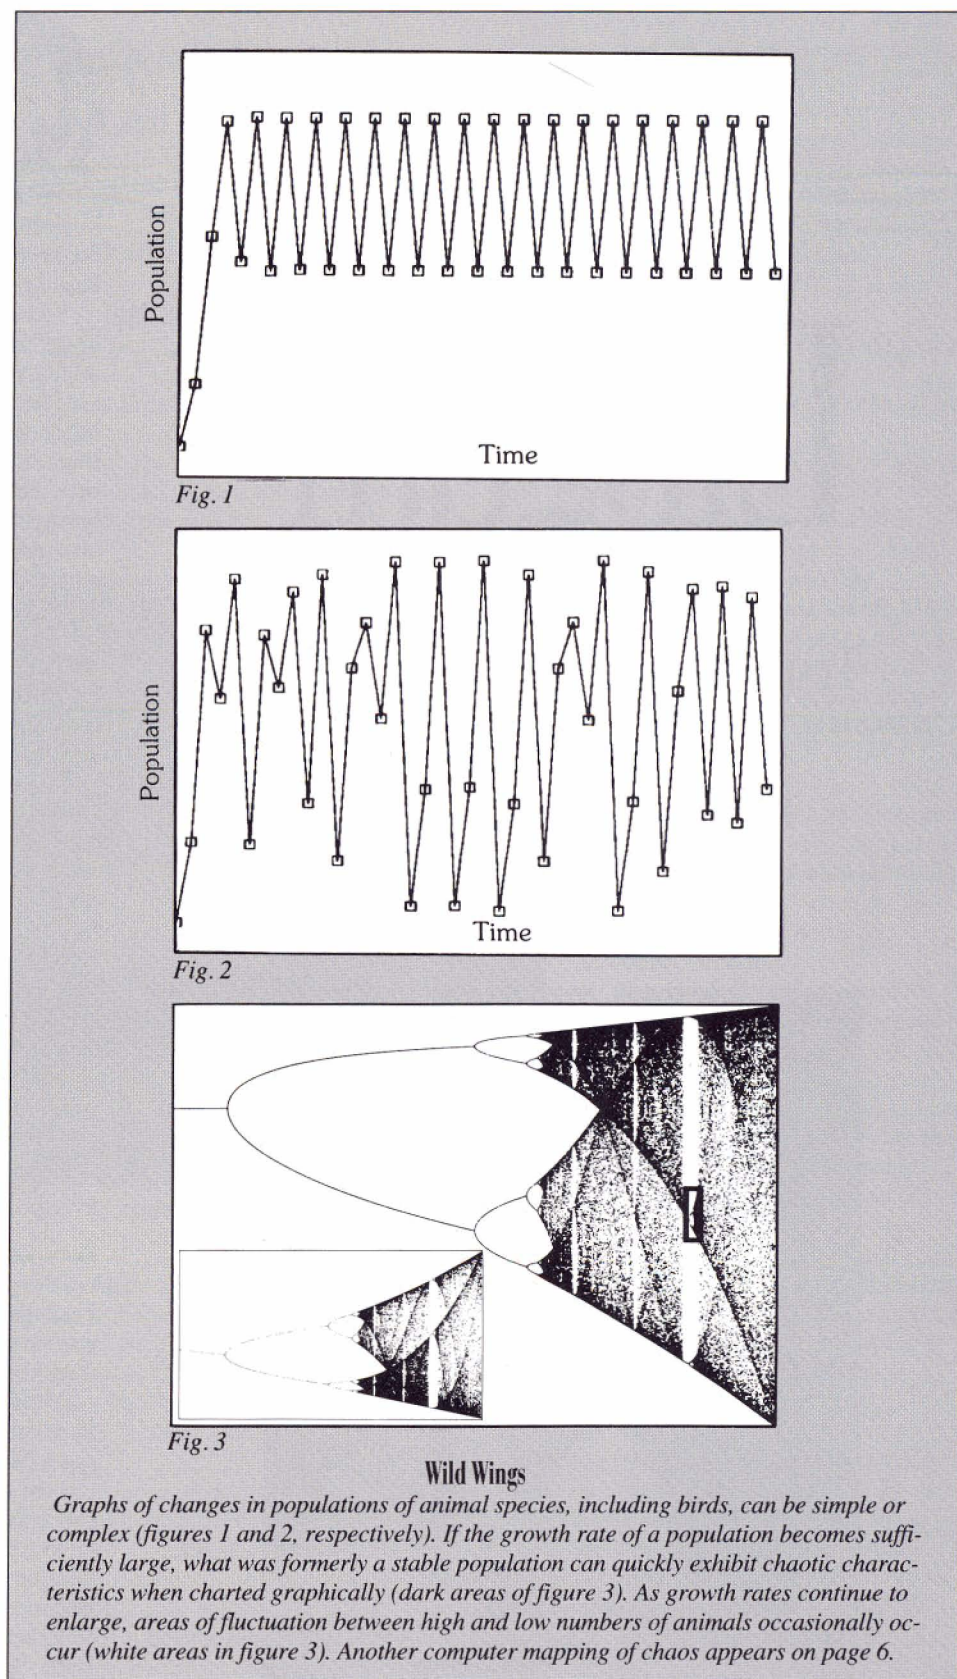 Population
Time
Fig. 1
Population
Time
Fig. 2
Fig. 3
Wild Wings
Graphs of changes in populations of animal species, including birds, can be simple or
complex (figures 1 and 2, respectively). If the growth rate of a population becomes suffi-
ciently large, what was formerly a stable population can quickly exhibit chaotic charac-
teristics when charted graphically (dark areas of figure 3). As growth rates continue to
enlarge, areas of fluctuation between high and low numbers of animals occasionally oc-
cur (white areas in figure 3). Another computer mapping of chaos appears on page 6.